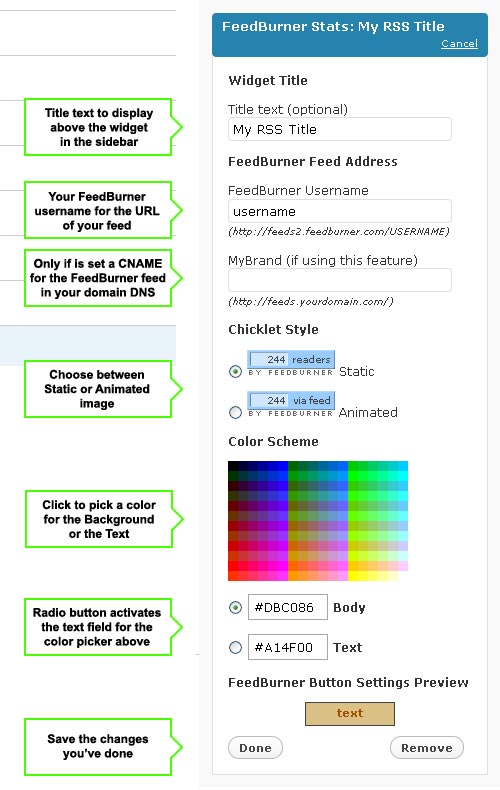 FeedBurner Stats: My RSS Title
Cancel
Widget Title
Title text (optional)
My RSS Title
Title text to display
above the widget
in the sidebar
FeedBurner Feed Address
FeedBurner Username
username
(http://feeds2.feedburner.com/USERNAME)
Your FeedBurner
username for the URL
of your feed
MyBrand (if using this feature)
(http://feeds.yourdomain.com/)
Only if is set a CNAME
for the FeedBurner feed
in your domain DNS
Chicklet Style
244 readers
BY FEEDBURNER
Static
244 via feed
BY FEEDBURNER
Animated
Choose between
Static or Animated
image
Color Scheme
Click to pick a color
for the Background
or the Text
#DBC086 Body
#A14F00 Text
Radio button activates
the text field for the
color picker above
FeedBurner Button Settings Preview
text
Done
Remove
Save the changes
you've done